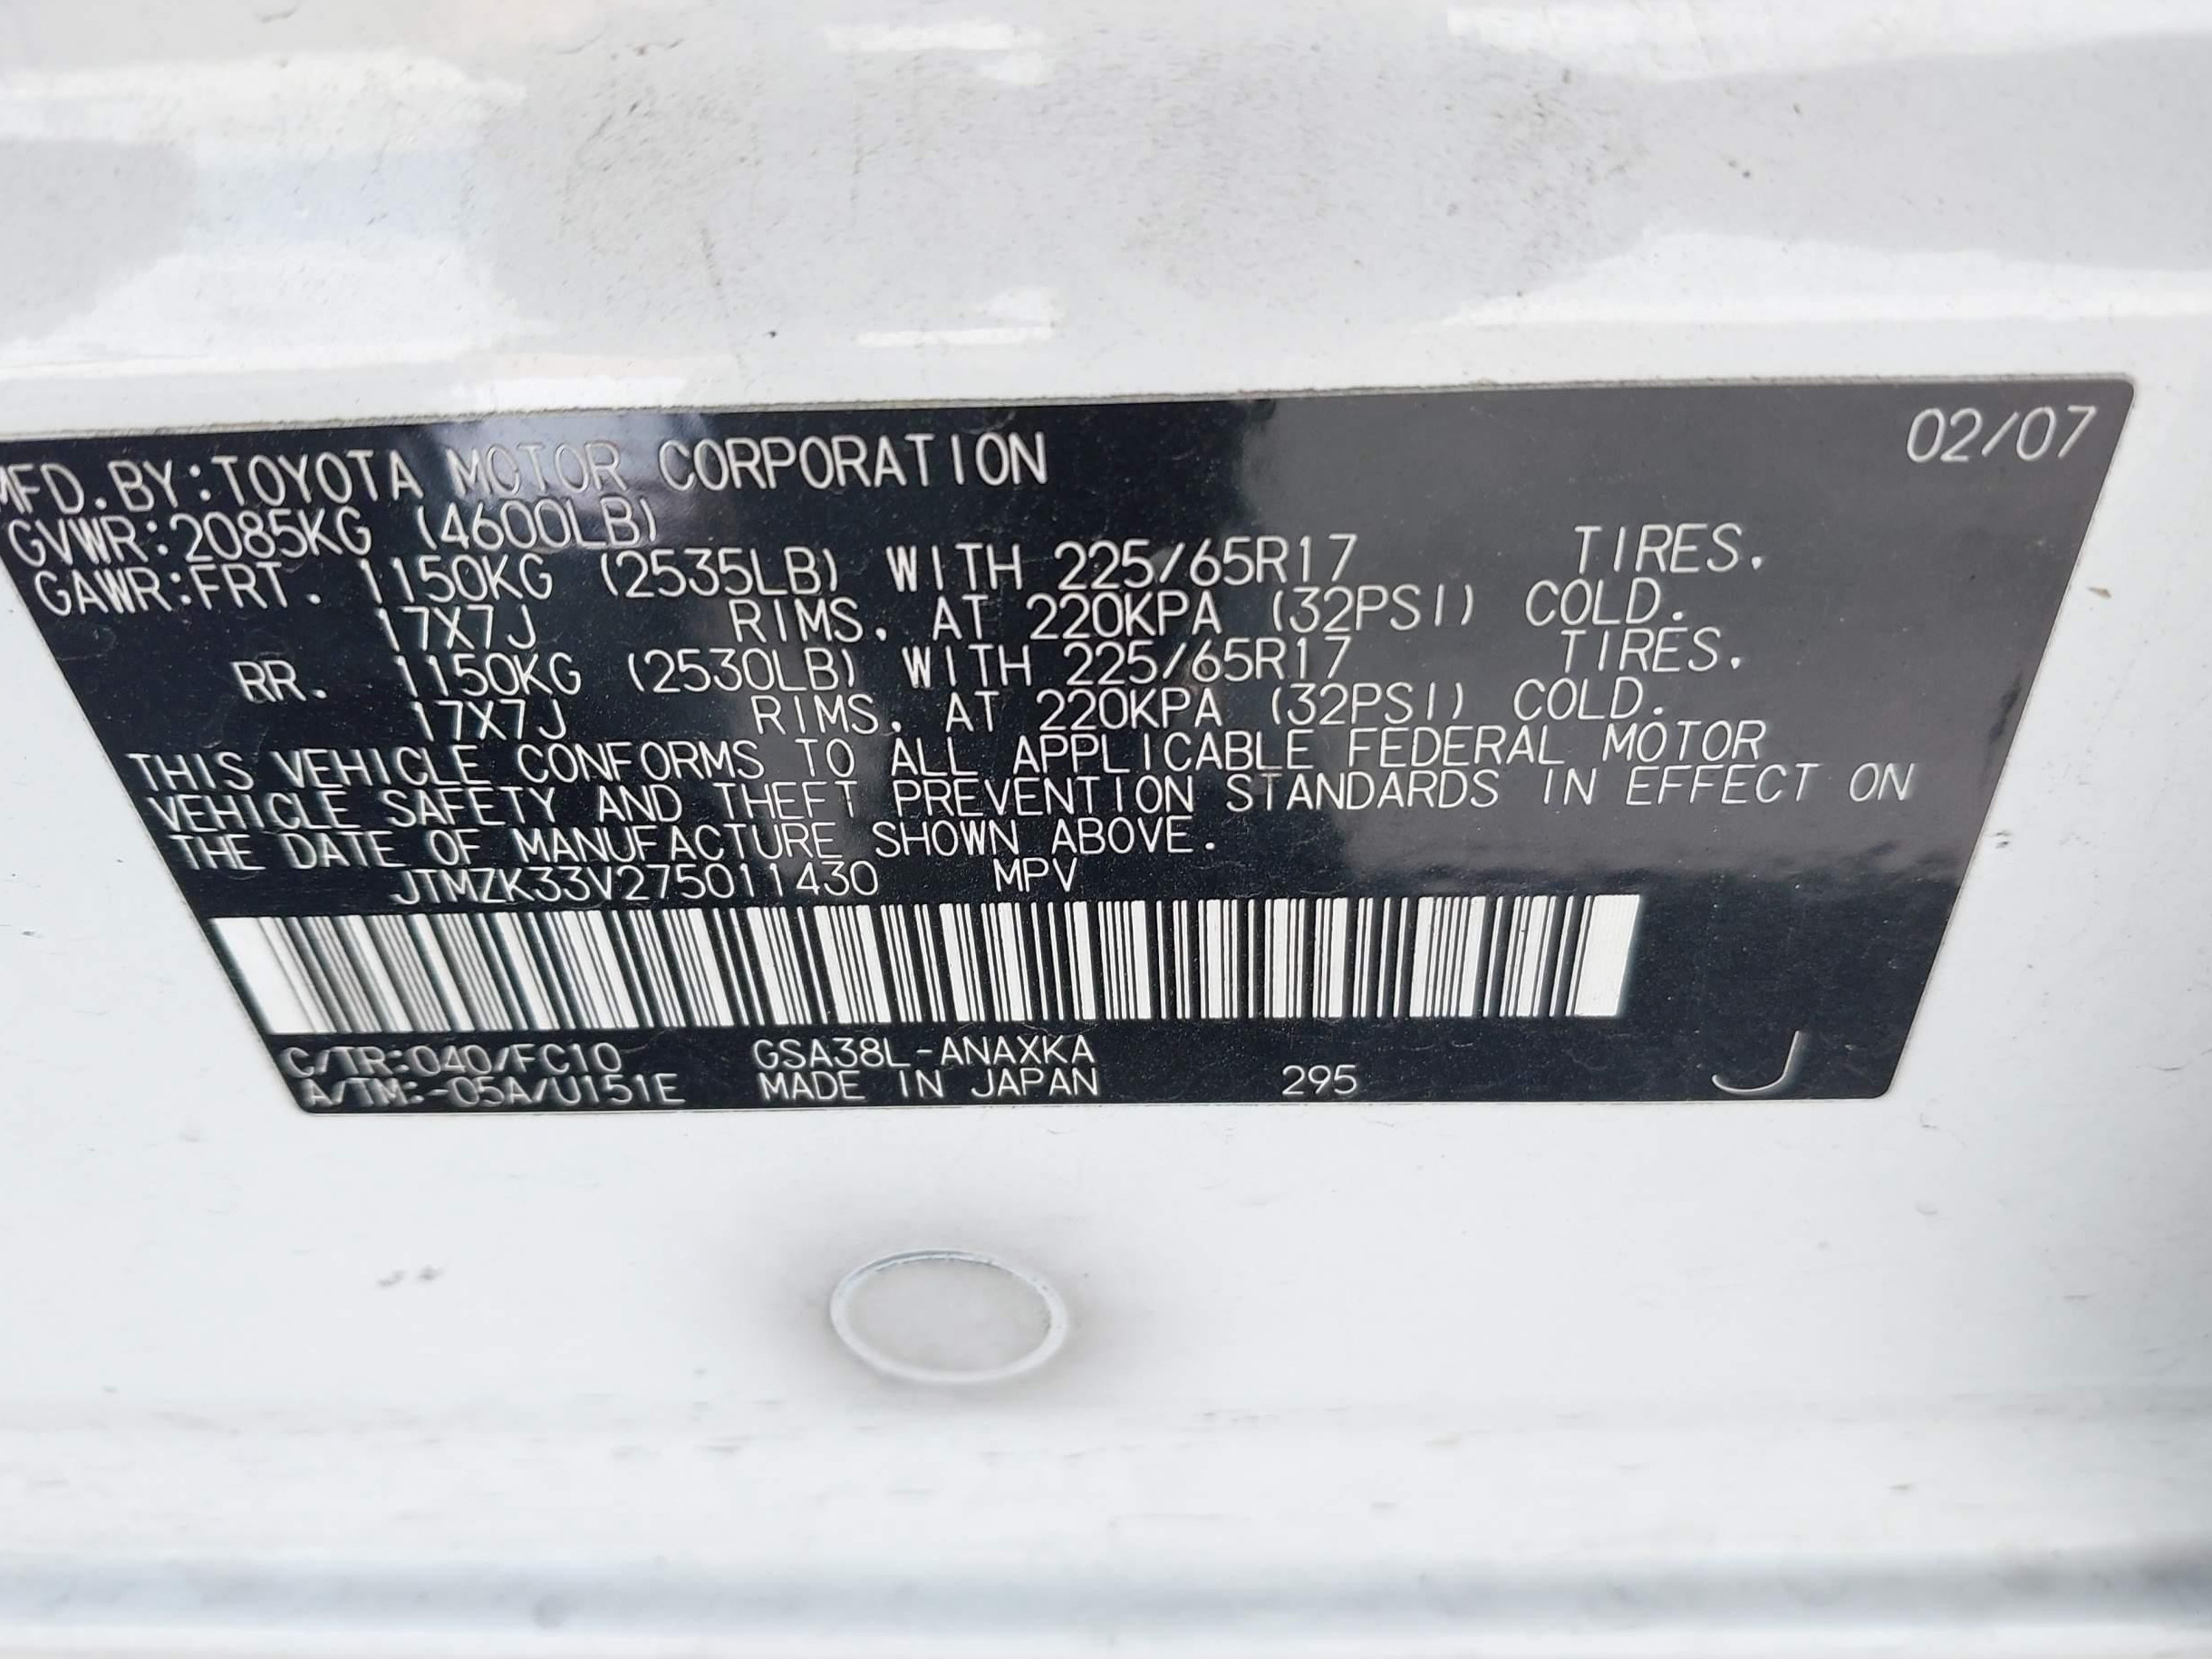 02/07
MFD.BY:TOYOTA MOTOR CORPORATION
GVWR:2085KG (4600LB)
GAWR:FRT. 1150KG (2535LB) WITH 225/65R17 TIRES.
17X7J RIMS. AT 220KPA (32PSI) COLD.
RR. 1150KG (2530LB) WITH 225/65R17 TIRES.
17X7J RIMS. AT 220KPA (32PSI) COLD.
THIS VEHICLE CONFORMS TO ALL APPLICABLE FEDERAL MOTOR
VEHICLE SAFETY AND THEFT PREVENTION STANDARDS IN EFFECT ON
THE DATE OF MANUFACTURE SHOWN ABOVE.
JTMZK33V275011430 MPV
C/TR:040/FC10 GSA38L-ANAXKA
A/TM:-05A/U151E MADE IN JAPAN 295 J